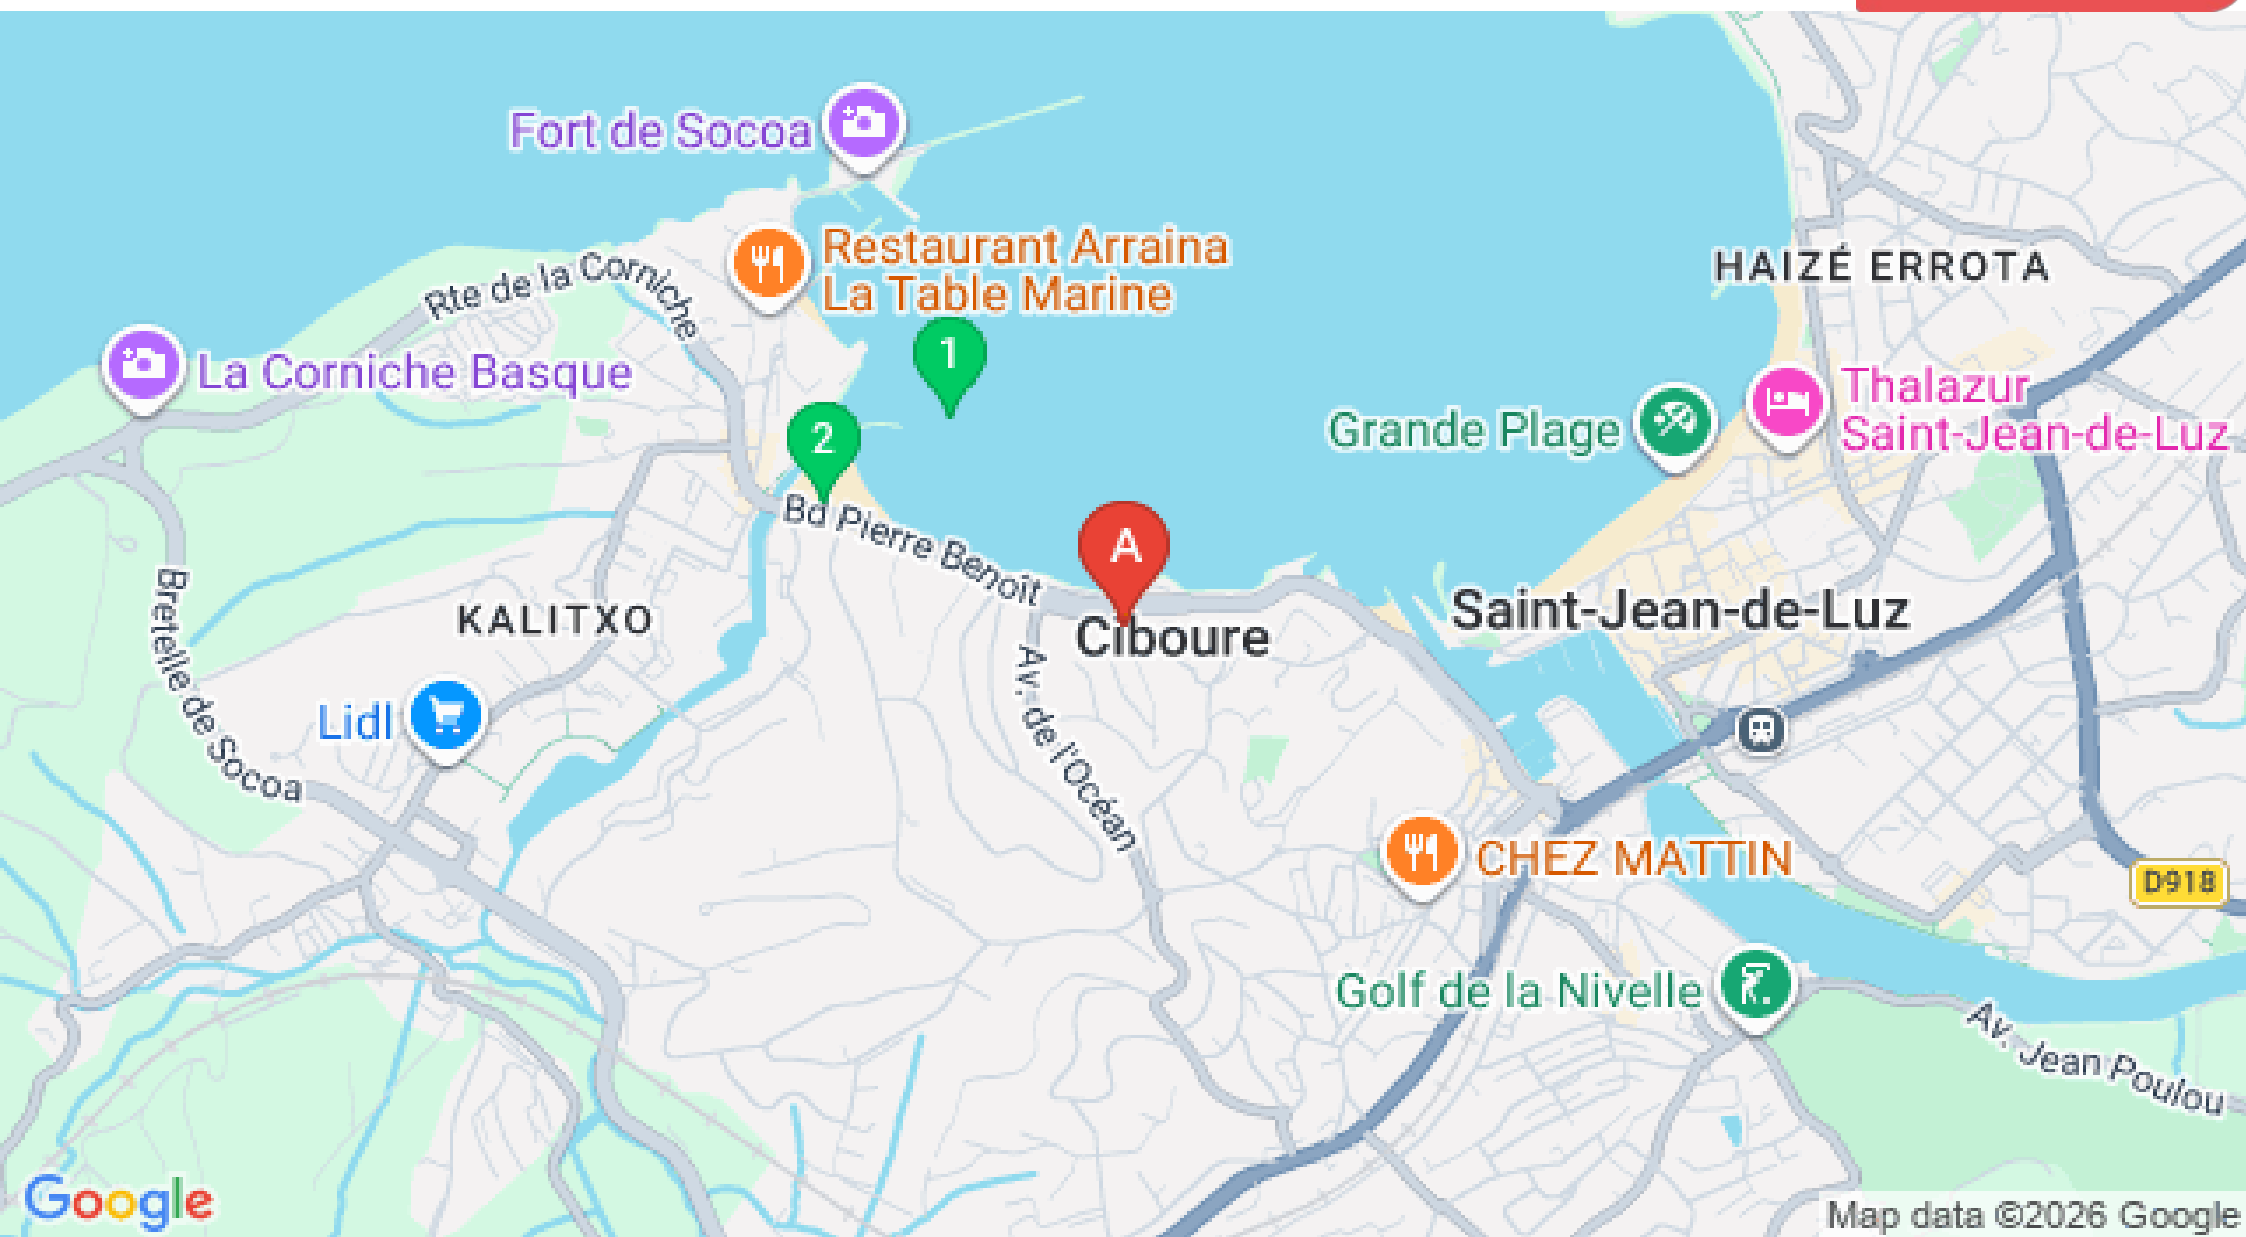 Fort de Socoa
Restaurant Arraina
La Table Marine
Rte de la Corniche
HAIZÉ ERROTA
1
La Corniche Basque
Thalazur
Saint-Jean-de-Luz
Grande Plage
2
Bd Pierre Benoît
A
Bretelle de Socoa
KALITXO
Ciboure
Saint-Jean-de-Luz
Av. de l'Océan
Lidl
CHEZ MATTIN
D918
Golf de la Nivelle
Av. Jean Poulou
Google
Map data ©2026 Google